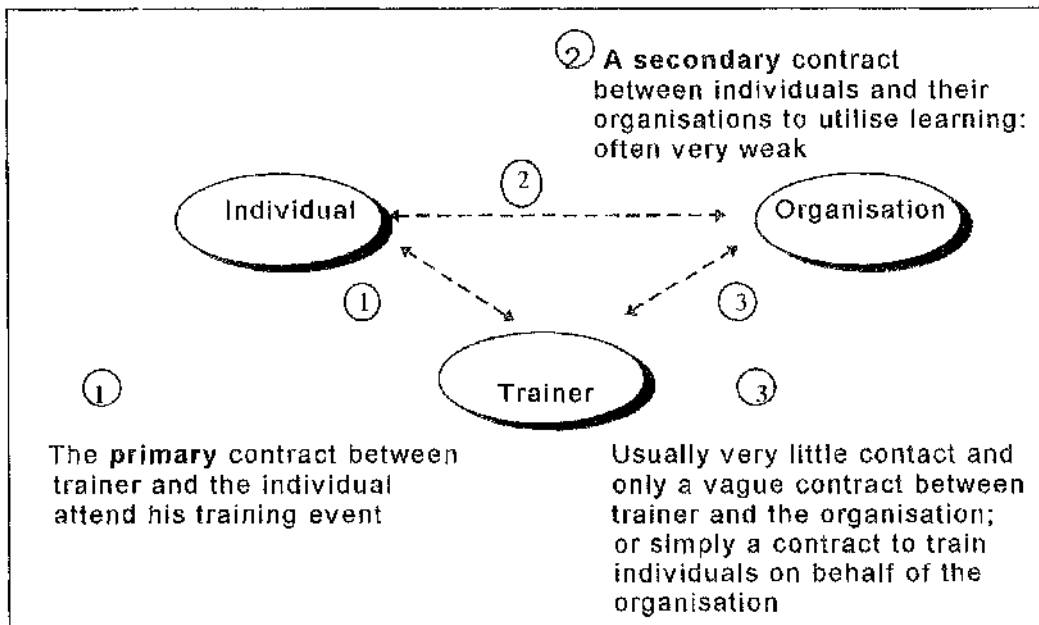 ② A secondary contract
between individuals and their
organisations to utilise learning:
often very weak
②
Individual
Organisation
①
③
Trainer
①
③
The primary contract between
trainer and the individual
attend his training event
Usually very little contact and
only a vague contract between
trainer and the organisation;
or simply a contract to train
individuals on behalf of the
organisation